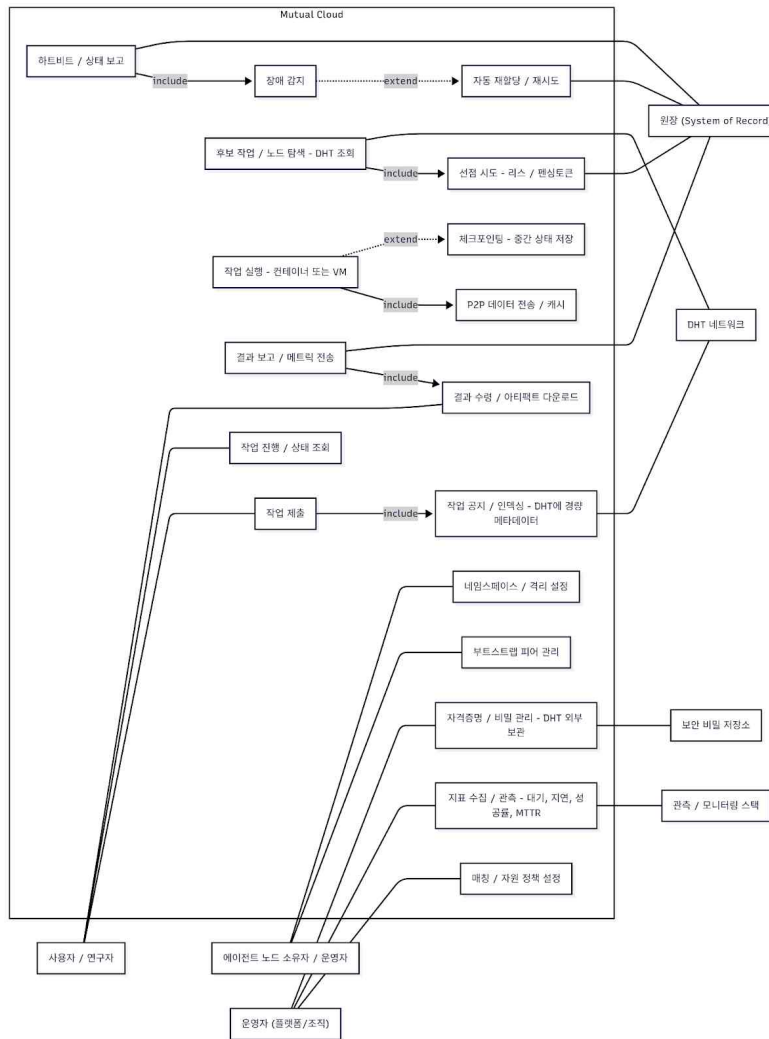 Mutual Cloud
하트비트 / 상태 보고
include
장애 감지
extend
자동 재할당 / 재시도
원장 (System of Record)
후보 작업 / 노드 탐색 - DHT 조회
include
선점 시도 - 리스 / 펜싱토큰
extend
체크포인팅 - 중간 상태 저장
작업 실행 - 컨테이너 또는 VM
include
P2P 데이터 전송 / 캐시
DHT 네트워크
결과 보고 / 메트릭 전송
include
결과 수령 / 아티팩트 다운로드
작업 진행 / 상태 조회
작업 제출
include
작업 공지 / 인덱싱 - DHT에 경량
메타데이터
네임스페이스 / 격리 설정
부트스트랩 피어 관리
자격증명 / 비밀 관리 - DHT 외부
보관
보안 비밀 저장소
지표 수집 / 관측 - 대기, 지연, 성
공률, MTTR
관측 / 모니터링 스택
매칭 / 자원 정책 설정
사용자 / 연구자
에이전트 노드 소유자 / 운영자
운영자 (플랫폼/조직)